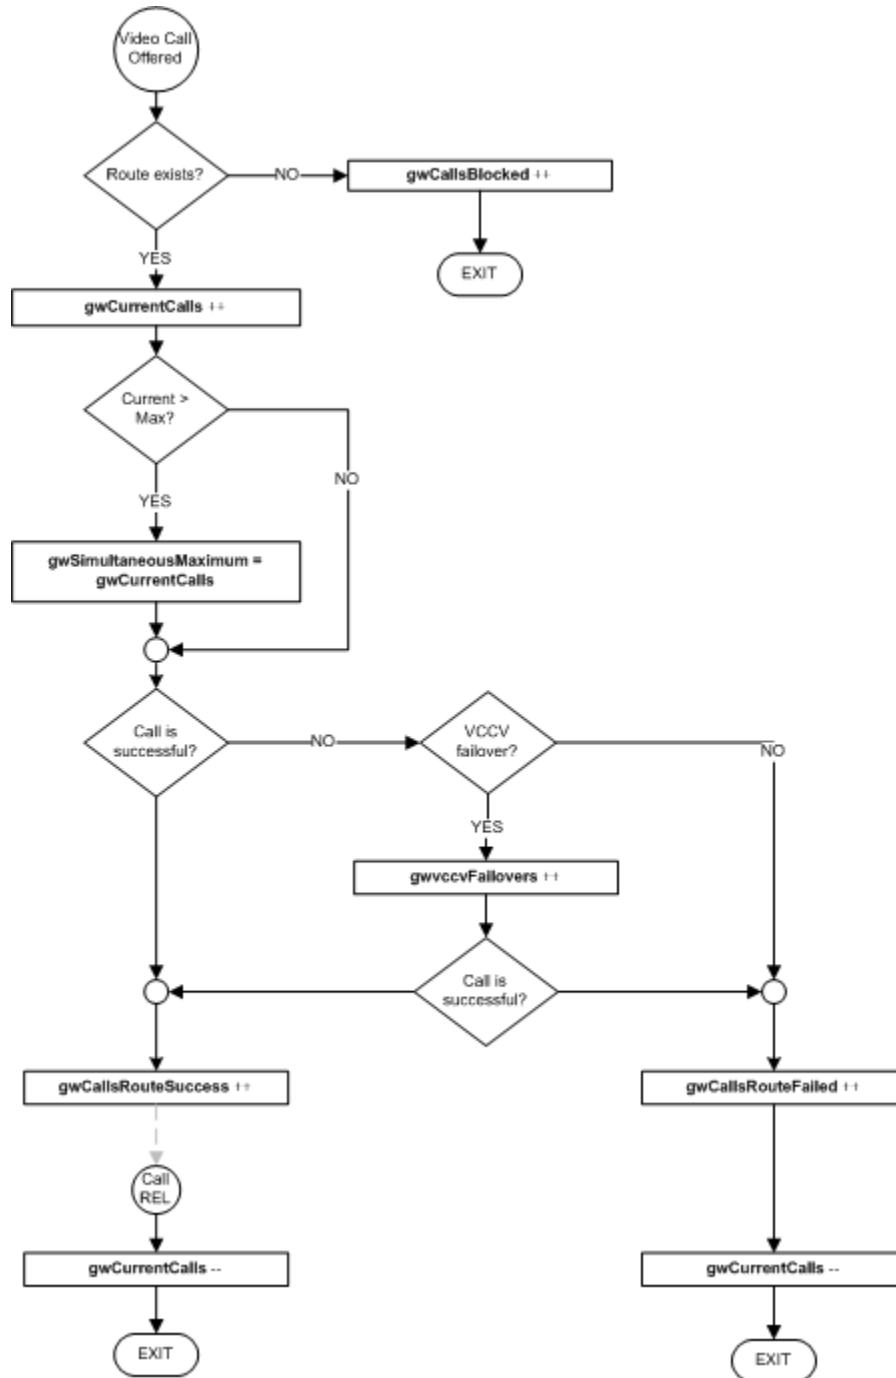 Video Call
Offered
Route exists?
NO
gwCallsBlocked ++
YES
EXIT
gwCurrentCalls ++
Current >
Max?
NO
YES
gwSimultaneousMaximum =
gwCurrentCalls
Call is
successful?
NO
VCCV
failover?
NO
YES
gwvccvFailovers ++
Call is
successful?
gwCallsRouteSuccess ++
gwCallsRouteFailed ++
Call
REL
gwCurrentCalls --
gwCurrentCalls --
EXIT
EXIT